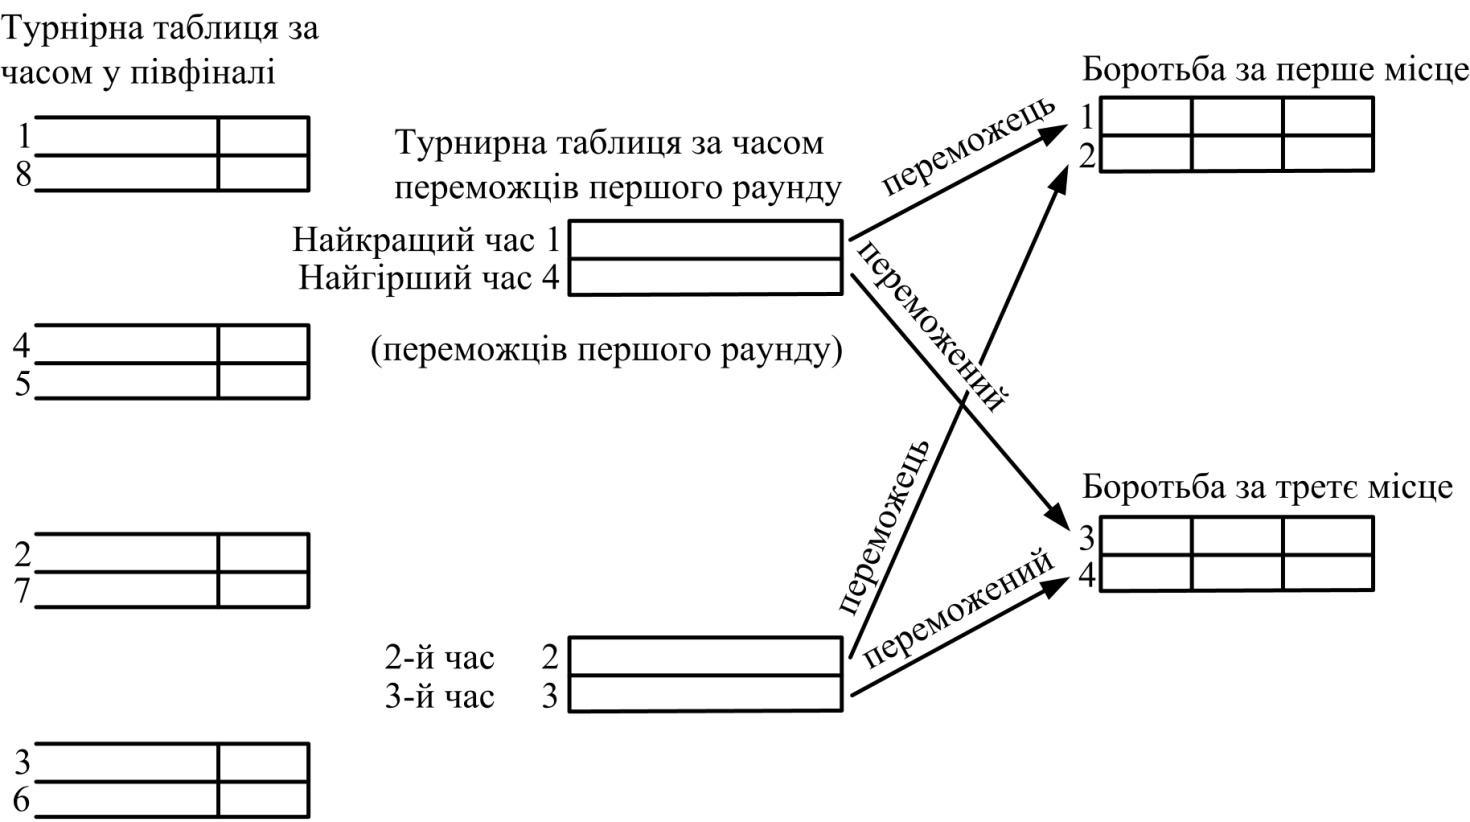 Турнірна таблиця за
часом у півфіналі
1
8
4
5
2
7
3
6
Турнирна таблиця за часом
переможців першого раунду
Найкращий час 1
Найгірший час 4
(переможців першого раунду)
2-й час 2
3-й час 3
переможець
переможений
переможець
переможений
Боротьба за перше місце
1
2
Боротьба за третє місце
3
4